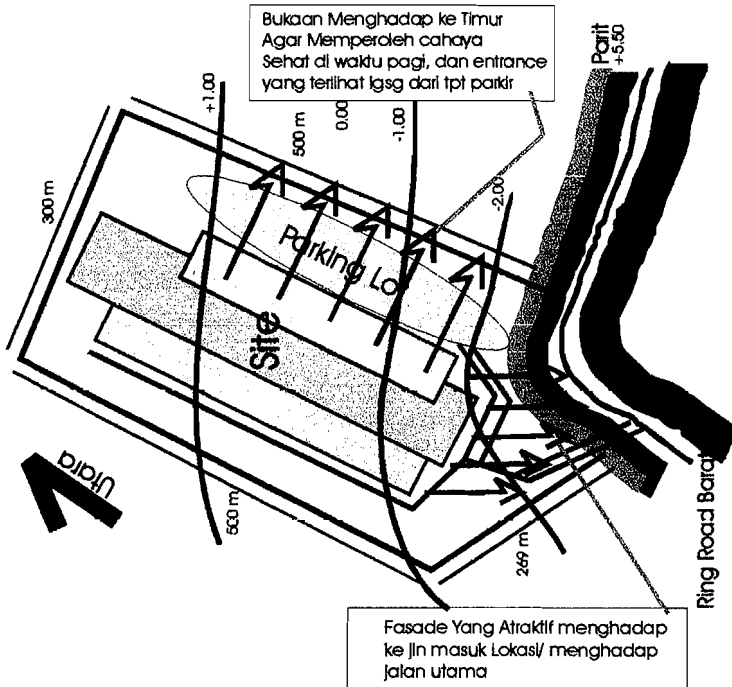 Bukaan Menghadap ke Timur
Agar Memperoleh cahaya
Sehat di waktu pagi, dan entrance
yang terlihat lgsg dari tpt parkir
Parit
+5.50
+1.00
500 m
0.00
-1.00
-2.00
300 m
Parking Lot
Site
Utara
500 m
269 m
Ring Road Barat
Fasade Yang Atraktif menghadap
ke jln masuk Lokasi/ menghadap
jalan utama